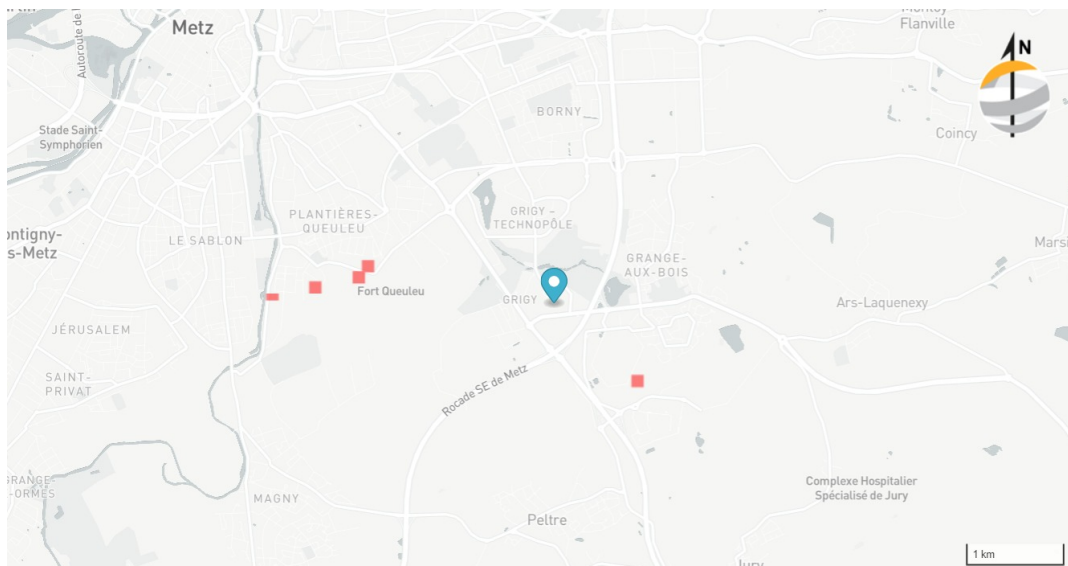 Metz
Montoy
Flanville
Autoroute de l
BORNY
Stade Saint-
Symphorien
Coincy
N
PLANTIÈRES-
QUEULEU
GRIGY –
TECHNOPÔLE
LE SABLON
ontigny-
s-Metz
GRANGE-
AUX-BOIS
Marsi
Fort Queuleu
GRIGY
Ars-Laquenexy
JÉRUSALEM
SAINT-
PRIVAT
Rocade SE de Metz
GRANGE-
-ORMES
MAGNY
Complexe Hospitalier
Spécialisé de Jury
Peltre
Jury
1 km